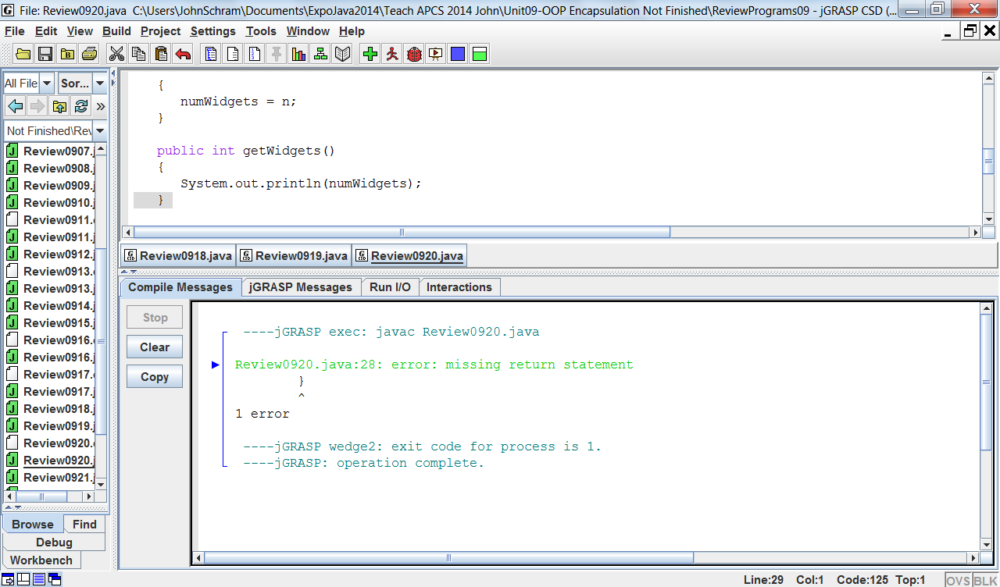 File: Review0920.java C:\Users\JohnSchram\Documents\ExpoJava2014\Teach APCS 2014 John\Unit09-OOP Encapsulation Not Finished\ReviewPrograms09 - jGRASP CSD (...
File Edit View Build Project Settings Tools Window Help
All File Sor...
»
Not Finished\Rev
Review0907.j
Review0908.j
Review0909.j
Review0910.j
Review0911.c
Review0911.j
Review0912.j
Review0913.c
Review0913.j
Review0914.j
Review0915.j
Review0916.c
Review0916.j
Review0917.c
Review0917.j
Review0918.j
Review0919.j
Review0920.c
Review0920.j
Review0921.j
Browse Find
Debug
Workbench
{
numWidgets = n;
}
public int getWidgets()
{
System.out.println(numWidgets);
}
Review0918.java Review0919.java Review0920.java
Compile Messages jGRASP Messages Run I/O Interactions
Stop
Clear
Copy
----jGRASP exec: javac Review0920.java
Review0920.java:28: error: missing return statement
}
^
1 error
----jGRASP wedge2: exit code for process is 1.
----jGRASP: operation complete.
Line:29 Col:1 Code:125 Top:1 OVS BLK